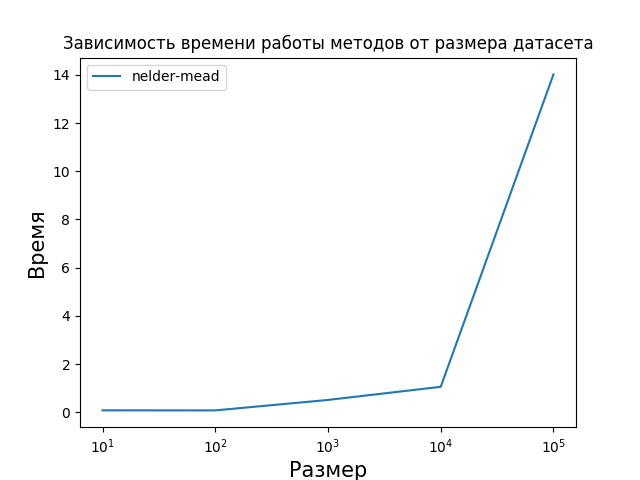 Зависимость времени работы методов от размера датасета
nelder-mead
14
12
10
8
6
4
2
0
Время
10¹ 10² 10³ 10⁴ 10⁵
Размер